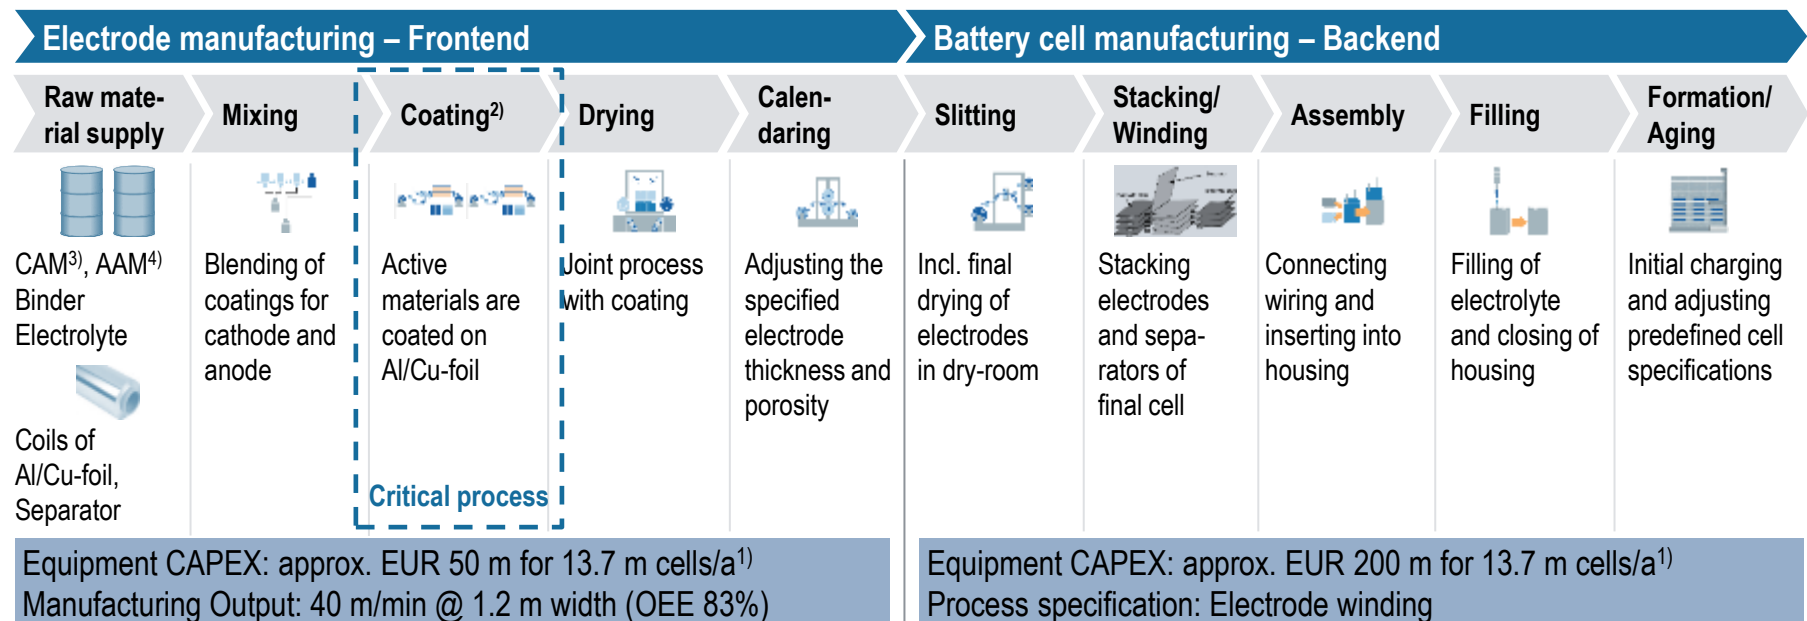 Electrode manufacturing – Frontend
Battery cell manufacturing – Backend
Raw mate-
rial supply
Mixing
Coating2)
Drying
Calen-
daring
Slitting
Stacking/
Winding
Assembly
Filling
Formation/
Aging
CAM3), AAM4)
Binder
Electrolyte
Coils of
Al/Cu-foil,
Separator
Blending of
coatings for
cathode and
anode
Active
materials are
coated on
Al/Cu-foil
Critical process
Joint process
with coating
Adjusting the
specified
electrode
thickness and
porosity
Incl. final
drying of
electrodes
in dry-room
Stacking
electrodes
and sepa-
rators of
final cell
Connecting
wiring and
inserting into
housing
Filling of
electrolyte
and closing of
housing
Initial charging
and adjusting
predefined cell
specifications
Equipment CAPEX: approx. EUR 50 m for 13.7 m cells/a1)
Manufacturing Output: 40 m/min @ 1.2 m width (OEE 83%)
Equipment CAPEX: approx. EUR 200 m for 13.7 m cells/a1)
Process specification: Electrode winding